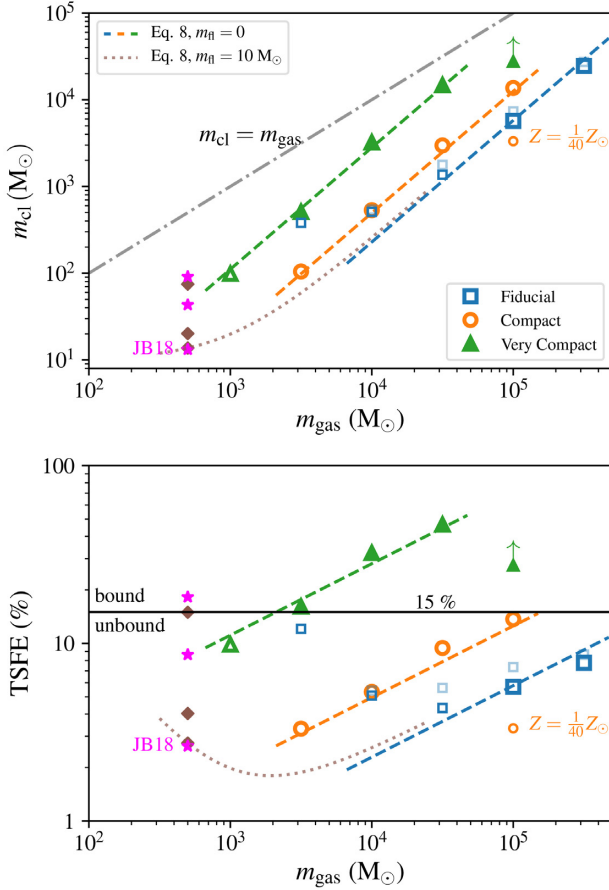 10^5
10^4
10^3
10^2
10^1
m_cl (M_⊙)
Eq. 8, m_fl = 0
Eq. 8, m_fl = 10 M_⊙
m_cl = m_gas
Z = 1/40 Z_⊙
JB18
Fiducial
Compact
Very Compact
10^2 10^3 10^4 10^5
m_gas (M_⊙)
100
10
1
TSFE (%)
bound
15 %
unbound
JB18
Z = 1/40 Z_⊙
10^2 10^3 10^4 10^5
m_gas (M_⊙)